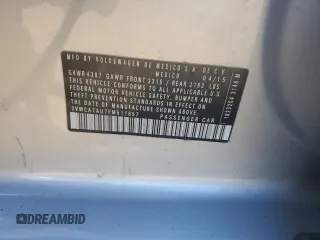 MFD BY VOLKSWAGEN DE MEXICO S.A. DE C.V.
MEXICO 04/15
GVWR 4387 GAWR FRONT 2315 / REAR 2183 LBS
THIS VEHICLE CONFORMS TO ALL APPLICABLE U.S.
FEDERAL MOTOR VEHICLE SAFETY, BUMPER, AND
THEFT PREVENTION STANDARDS IN EFFECT ON THE
DATE OF MANUFACTURE SHOWN ABOVE
PASSENGER CAR
DREAMBID